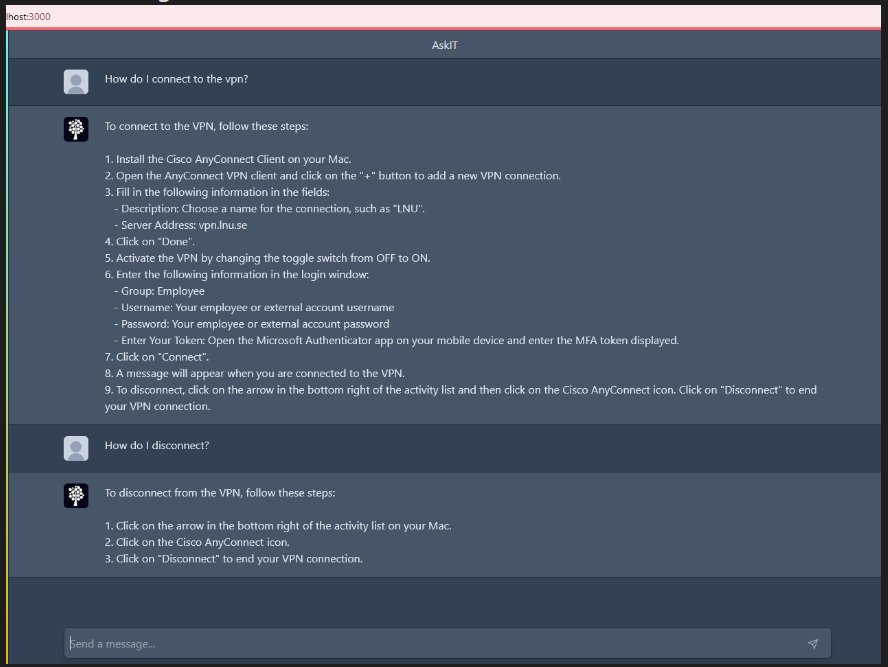 lhost:3000
AskIT
How do I connect to the vpn?
To connect to the VPN, follow these steps:
1. Install the Cisco AnyConnect Client on your Mac.
2. Open the AnyConnect VPN client and click on the "+" button to add a new VPN connection.
3. Fill in the following information in the fields:
- Description: Choose a name for the connection, such as "LNU".
- Server Address: vpn.lnu.se
4. Click on "Done".
5. Activate the VPN by changing the toggle switch from OFF to ON.
6. Enter the following information in the login window:
- Group: Employee
- Username: Your employee or external account username
- Password: Your employee or external account password
- Enter Your Token: Open the Microsoft Authenticator app on your mobile device and enter the MFA token displayed.
7. Click on "Connect".
8. A message will appear when you are connected to the VPN.
9. To disconnect, click on the arrow in the bottom right of the activity list and then click on the Cisco AnyConnect icon. Click on "Disconnect" to end
your VPN connection.
How do I disconnect?
To disconnect from the VPN, follow these steps:
1. Click on the arrow in the bottom right of the activity list on your Mac.
2. Click on the Cisco AnyConnect icon.
3. Click on "Disconnect" to end your VPN connection.
Send a message...